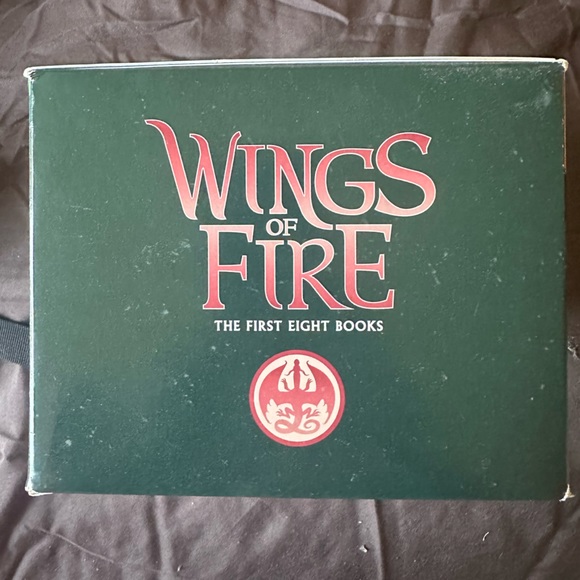 WINGS
OF
FIRE
THE FIRST EIGHT BOOKS